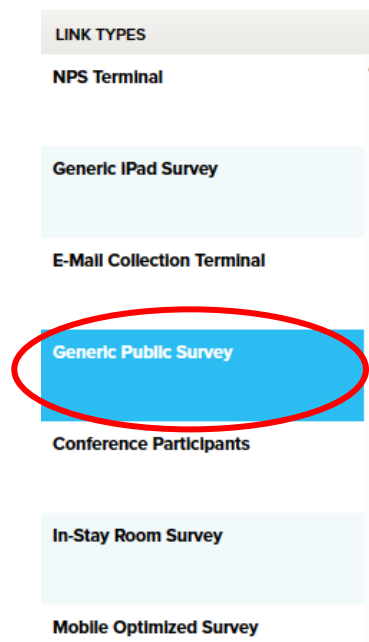 LINK TYPES
NPS Terminal
Generic iPad Survey
E-Mail Collection Terminal
Generic Public Survey
Conference Participants
In-Stay Room Survey
Mobile Optimized Survey